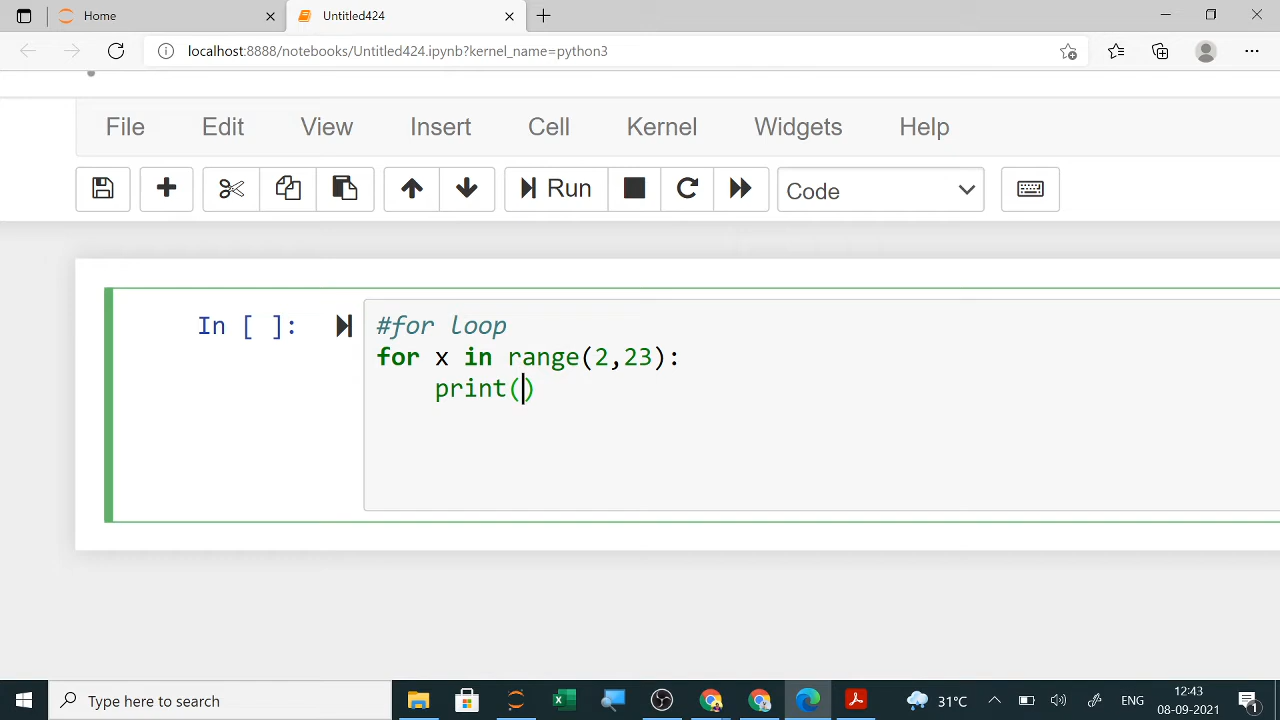 Home
Untitled424
localhost:8888/notebooks/Untitled424.ipynb?kernel_name=python3
File Edit View Insert Cell Kernel Widgets Help
Run Code
In [ ]:
#for loop
for x in range(2,23):
    print()
Type here to search
31°C
ENG
12:43
08-09-2021
1